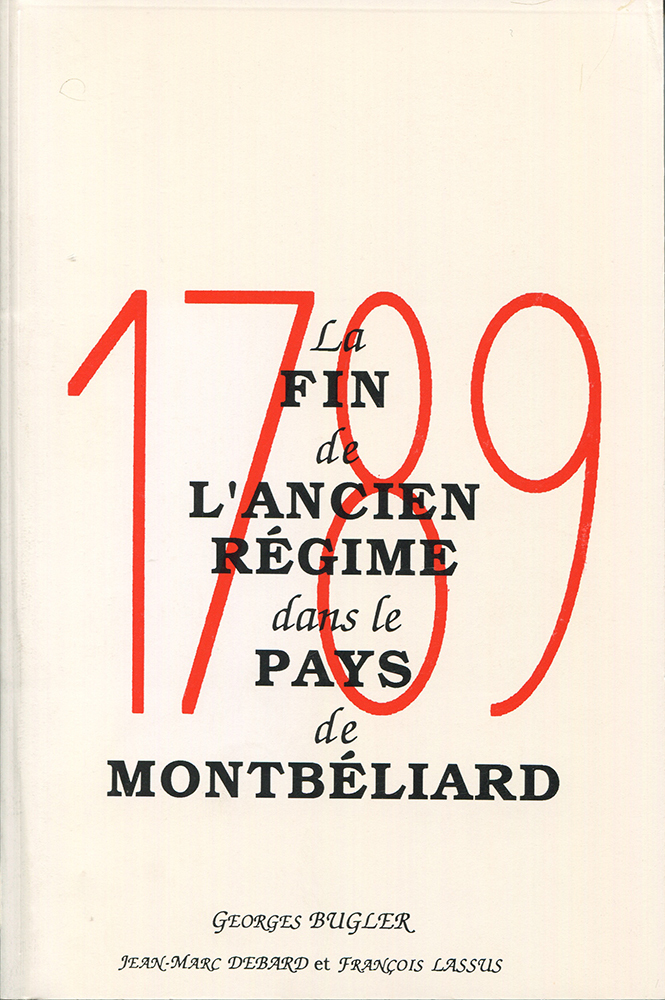 1789
La
FIN
de
L'ANCIEN
RÉGIME
dans le
PAYS
de
MONTBÉLIARD
GEORGES BUGLER
JEAN-MARC DEBARD et FRANÇOIS LASSUS